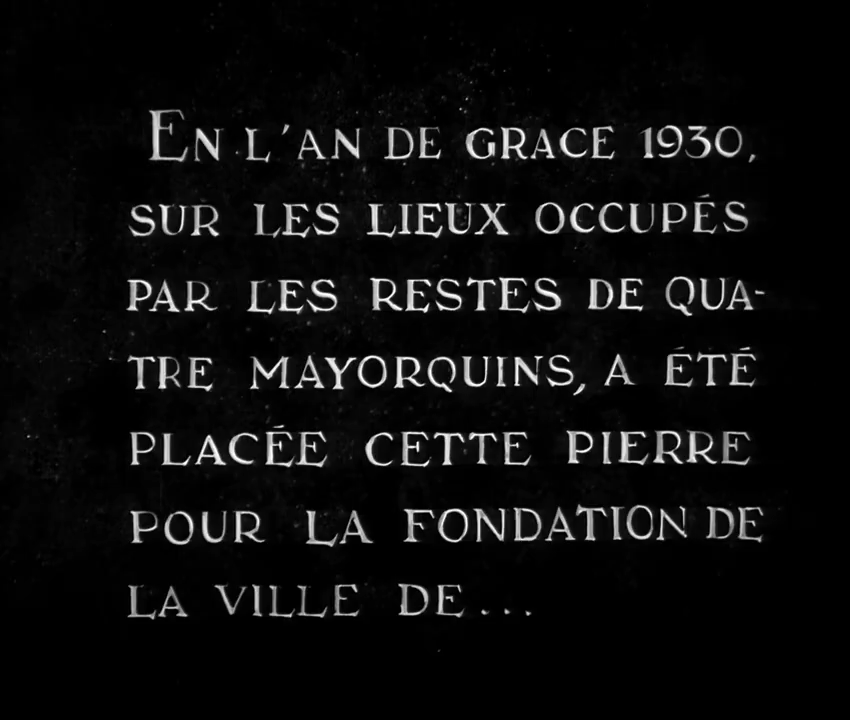 En l'an de grace 1930,
sur les lieux occupés
par les restes de qua-
tre mayorquins, a été
placée cette pierre
pour la fondation de
la ville de...